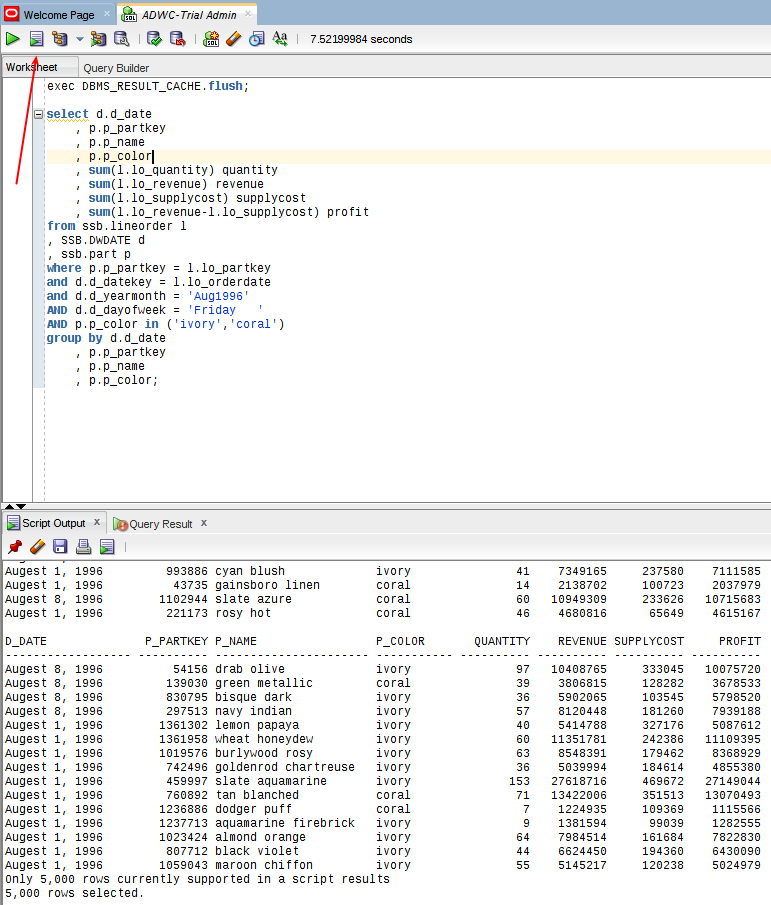 Welcome Page ADWC-Trial Admin
7.52199984 seconds
Worksheet Query Builder
exec DBMS_RESULT_CACHE.flush;
select d.d_date
, p.p_partkey
, p.p_name
, p.p_color
, sum(l.lo_quantity) quantity
, sum(l.lo_revenue) revenue
, sum(l.lo_supplycost) supplycost
, sum(l.lo_revenue-l.lo_supplycost) profit
from ssb.lineorder l
, SSB.DWDATE d
, ssb.part p
where p.p_partkey = l.lo_partkey
and d.d_datekey = l.lo_orderdate
and d.d_yearmonth = 'Aug1996'
AND d.d_dayofweek = 'Friday   '
AND p.p_color in ('ivory','coral')
group by d.d_date
, p.p_partkey
, p.p_name
, p.p_color;
Script Output x Query Result x
Augest 1, 1996 993886 cyan blush ivory 41 7349165 237580 7111585
Augest 1, 1996 43735 gainsboro linen coral 14 2138702 100723 2037979
Augest 8, 1996 1102944 slate azure coral 60 10949309 233626 10715683
Augest 1, 1996 221173 rosy hot coral 46 4680816 65649 4615167
D_DATE P_PARTKEY P_NAME P_COLOR QUANTITY REVENUE SUPPLYCOST PROFIT
Augest 8, 1996 54156 drab olive ivory 97 10408765 333045 10075720
Augest 8, 1996 139030 green metallic coral 39 3806815 128282 3678533
Augest 8, 1996 830795 bisque dark ivory 36 5902065 103545 5798520
Augest 8, 1996 297513 navy indian ivory 57 8120448 181260 7939188
Augest 1, 1996 1361302 lemon papaya ivory 40 5414788 327176 5087612
Augest 1, 1996 1361958 wheat honeydew ivory 60 11351781 242386 11109395
Augest 1, 1996 1019576 burlywood rosy ivory 63 8548391 179462 8368929
Augest 1, 1996 742496 goldenrod chartreuse ivory 36 5039994 184614 4855380
Augest 1, 1996 459997 slate aquamarine ivory 153 27618716 469672 27149044
Augest 1, 1996 760892 tan blanched coral 71 13422006 351513 13070493
Augest 1, 1996 1236886 dodger puff coral 7 1224935 109369 1115566
Augest 1, 1996 1237713 aquamarine firebrick ivory 9 1381594 99039 1282555
Augest 1, 1996 1023424 almond orange ivory 64 7984514 161684 7822830
Augest 1, 1996 807712 black violet ivory 44 6624450 194360 6430090
Augest 1, 1996 1059043 maroon chiffon ivory 55 5145217 120238 5024979
Only 5,000 rows currently supported in a script results
5,000 rows selected.